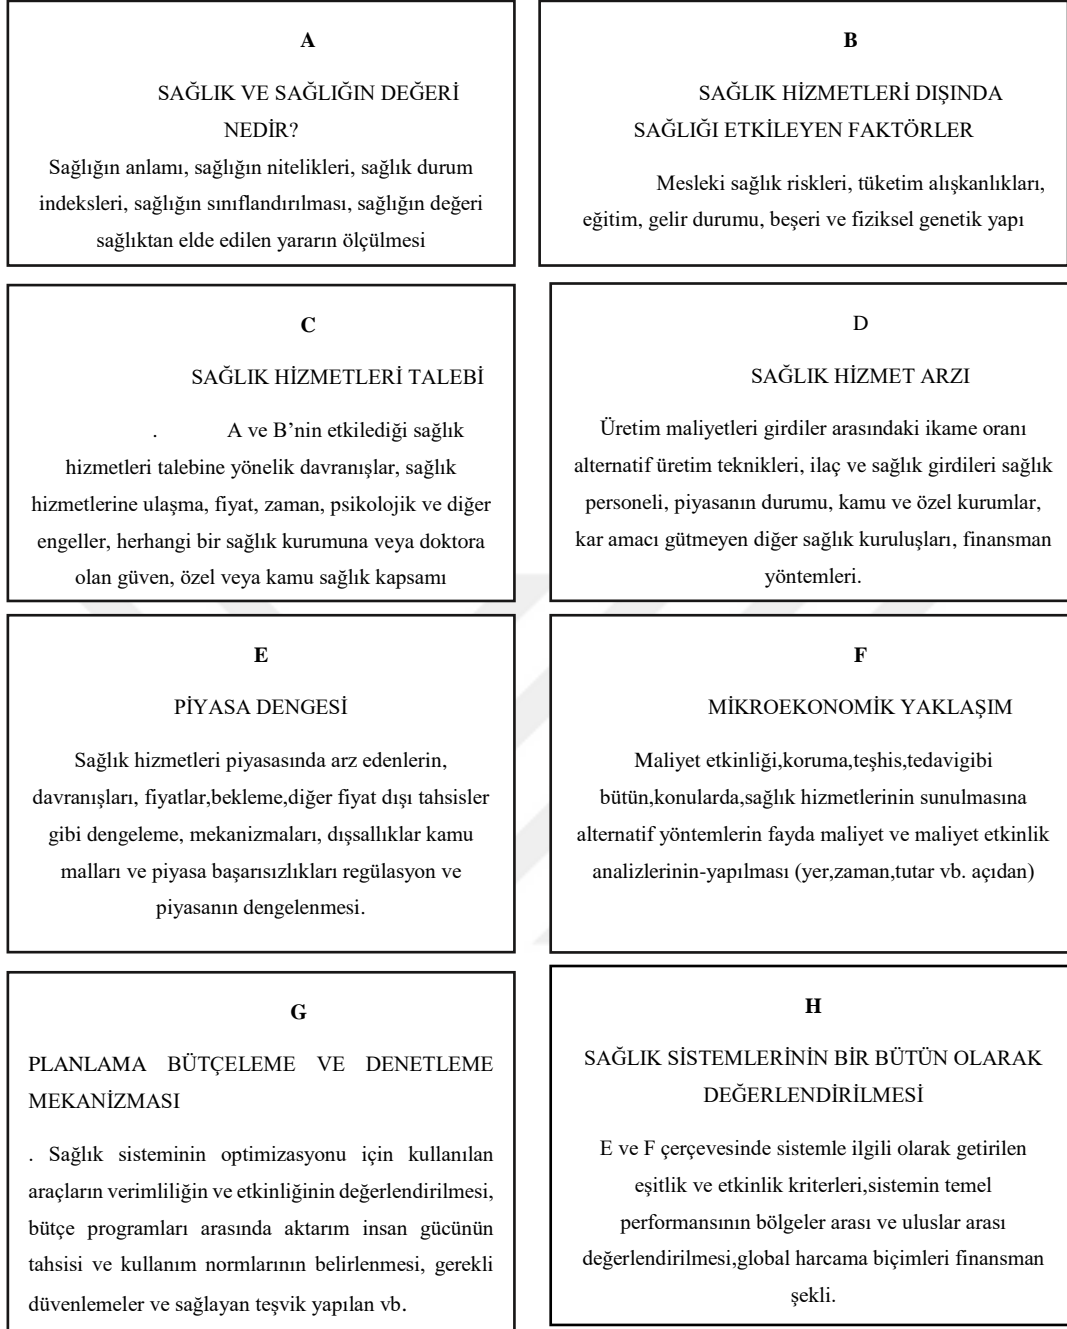 A
SAĞLIK VE SAĞLIĞIN DEĞERİ
NEDİR?
Sağlığın anlamı, sağlığın nitelikleri, sağlık durum
indeksleri, sağlığın sınıflandırılması, sağlığın değeri
sağlıktan elde edilen yararın ölçülmesi
B
SAĞLIK HİZMETLERİ DIŞINDA
SAĞLIĞI ETKİLEYEN FAKTÖRLER
Mesleki sağlık riskleri, tüketim alışkanlıkları,
eğitim, gelir durumu, beşeri ve fiziksel genetik yapı
C
SAĞLIK HİZMETLERİ TALEBİ
. A ve B’nin etkilediği sağlık
hizmetleri talebine yönelik davranışlar, sağlık
hizmetlerine ulaşma, fiyat, zaman, psikolojik ve diğer
engeller, herhangi bir sağlık kurumuna veya doktora
olan güven, özel veya kamu sağlık kapsamı
D
SAĞLIK HİZMET ARZI
Üretim maliyetleri girdiler arasındaki ikame oranı
alternatif üretim teknikleri, ilaç ve sağlık girdileri sağlık
personeli, piyasanın durumu, kamu ve özel kurumlar,
kar amacı gütmeyen diğer sağlık kuruluşları, finansman
yöntemleri.
E
PİYASA DENGESİ
Sağlık hizmetleri piyasasında arz edenlerin,
davranışları, fiyatlar,bekleme,diğer fiyat dışı tahsisler
gibi dengeleme, mekanizmaları, dışsallıklar kamu
malları ve piyasa başarısızlıkları regülasyon ve
piyasanın dengelenmesi.
F
MİKROEKONOMİK YAKLAŞIM
Maliyet etkinliği,koruma,teşhis,tedavigibi
bütün,konularda,sağlık hizmetlerinin sunulmasına
alternatif yöntemlerin fayda maliyet ve maliyet etkinlik
analizlerinin-yapılması (yer,zaman,tutar vb. açıdan)
G
PLANLAMA BÜTÇELEME VE DENETLEME
MEKANİZMASI
. Sağlık sisteminin optimizasyonu için kullanılan
araçların verimliliğin ve etkinliğinin değerlendirilmesi,
bütçe programları arasında aktarım insan gücünün
tahsisi ve kullanım normlarının belirlenmesi, gerekli
düzenlemeler ve sağlayan teşvik yapılan vb.
H
SAĞLIK SİSTEMLERİNİN BİR BÜTÜN OLARAK
DEĞERLENDİRİLMESİ
E ve F çerçevesinde sistemle ilgili olarak getirilen
eşitlik ve etkinlik kriterleri,sistemin temel
performansının bölgeler arası ve uluslar arası
değerlendirilmesi,global harcama biçimleri finansman
şekli.